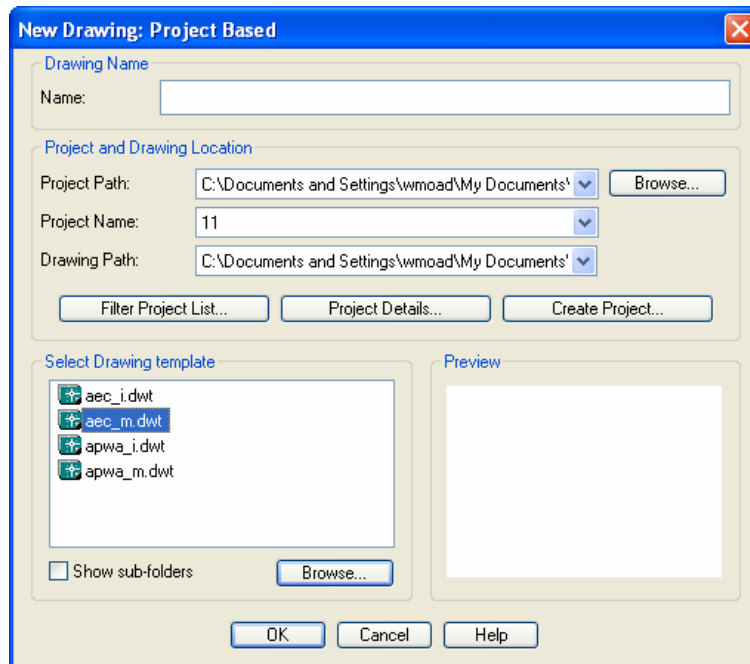 New Drawing: Project Based
Drawing Name
Name:
Project and Drawing Location
Project Path: C:\Documents and Settings\wmoad\My Documents' Browse...
Project Name: 11
Drawing Path: C:\Documents and Settings\wmoad\My Documents'
Filter Project List... Project Details... Create Project...
Select Drawing template Preview
aec_i.dwt
aec_m.dwt
apwa_i.dwt
apwa_m.dwt
Show sub-folders Browse...
OK Cancel Help